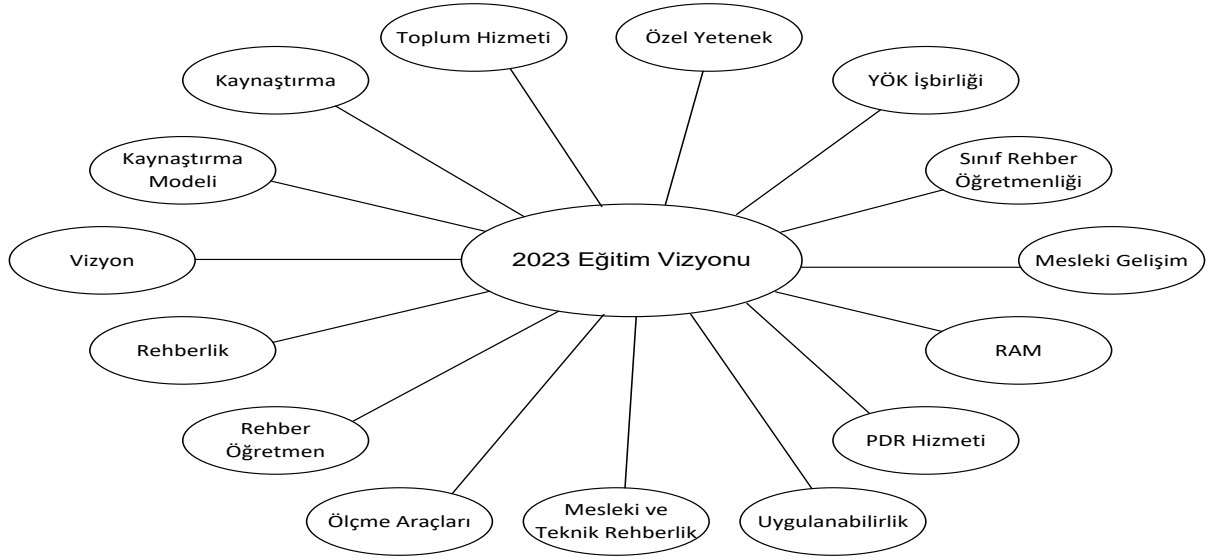 Toplum Hizmeti
Özel Yetenek
Kaynaştırma
YÖK İşbirliği
Kaynaştırma
Modeli
Sınıf Rehber
Öğretmenliği
Vizyon
2023 Eğitim Vizyonu
Mesleki Gelişim
Rehberlik
RAM
Rehber
Öğretmen
PDR Hizmeti
Ölçme Araçları
Mesleki ve
Teknik Rehberlik
Uygulanabilirlik